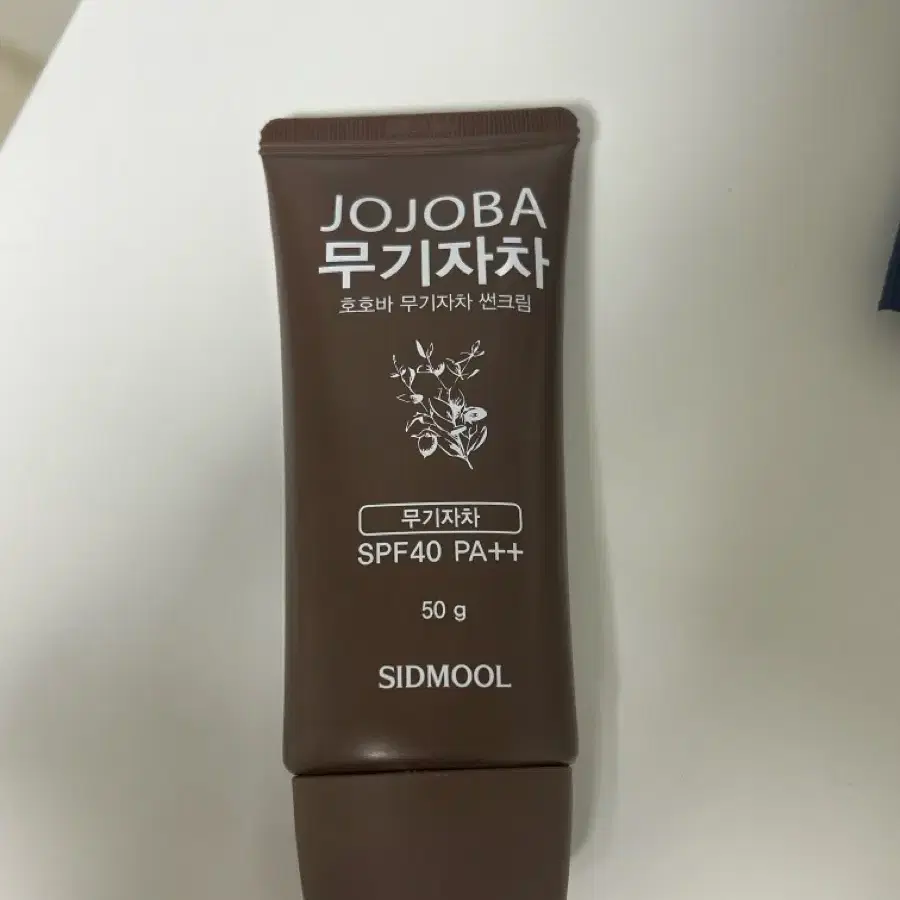 JOJOBA
무기자차
호호바 무기자차 썬크림
무기자차
SPF40 PA++
50 g
SIDMOOL